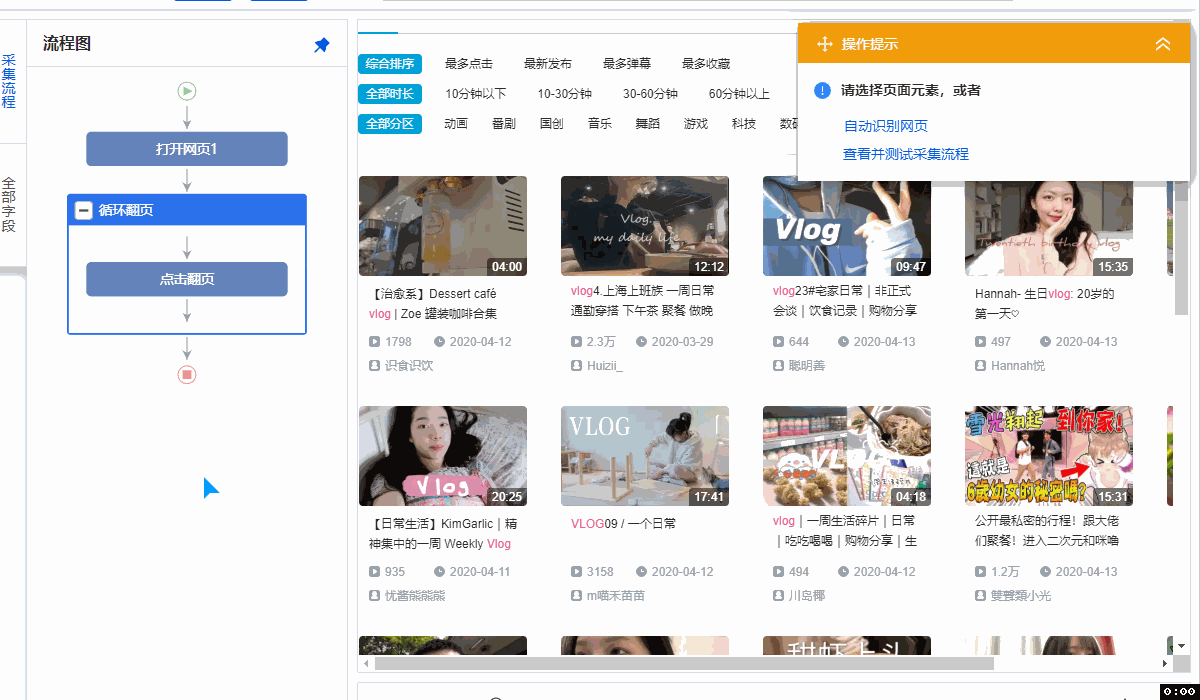 流程图
采集流程
全部字段
打开网页1
循环翻页
点击翻页
综合排序 最多点击 最新发布 最多弹幕 最多收藏
全部时长 10分钟以下 10-30分钟 30-60分钟 60分钟以上
全部分区 动画 番剧 国创 音乐 舞蹈 游戏 科技
操作提示
请选择页面元素，或者
自动识别网页
查看并测试采集流程
04:00
Vlog.
my daily life
12:12
Vlog
09:47
Twentieth birthday vlog
15:35
【治愈系】Dessert café
vlog | Zoe 罐装咖啡合集
1798 2020-04-12
识食识饮
vlog4.上海上班族 一周日常
通勤穿搭 下午茶 聚餐 做晚
2.3万 2020-03-29
Huizii_
vlog23#宅家日常｜非正式
会谈｜饮食记录｜购物分享
644 2020-04-13
聪明善
Hannah- 生日vlog: 20岁的
第一天♡
497 2020-04-13
Hannah悦
Vlog
20:25
VLOG
17:41
VLOG
04:18
雪光翔起 到你家!
這就是
6歲幼女的秘密嗎?
15:31
【日常生活】KimGarlic｜精
神集中的一周 Weekly Vlog
935 2020-04-11
优酱熊熊熊
VLOG09 / 一个日常
3158 2020-04-12
m喵禾苗苗
vlog｜一周生活碎片｜日常
｜吃吃喝喝｜购物分享｜生
494 2020-04-12
川岛椰
公开最私密的行程！跟大佬
们聚餐！进入二次元和咪噜
1.2万 2020-04-13
雙聲類小光
甜虾上头
0:00